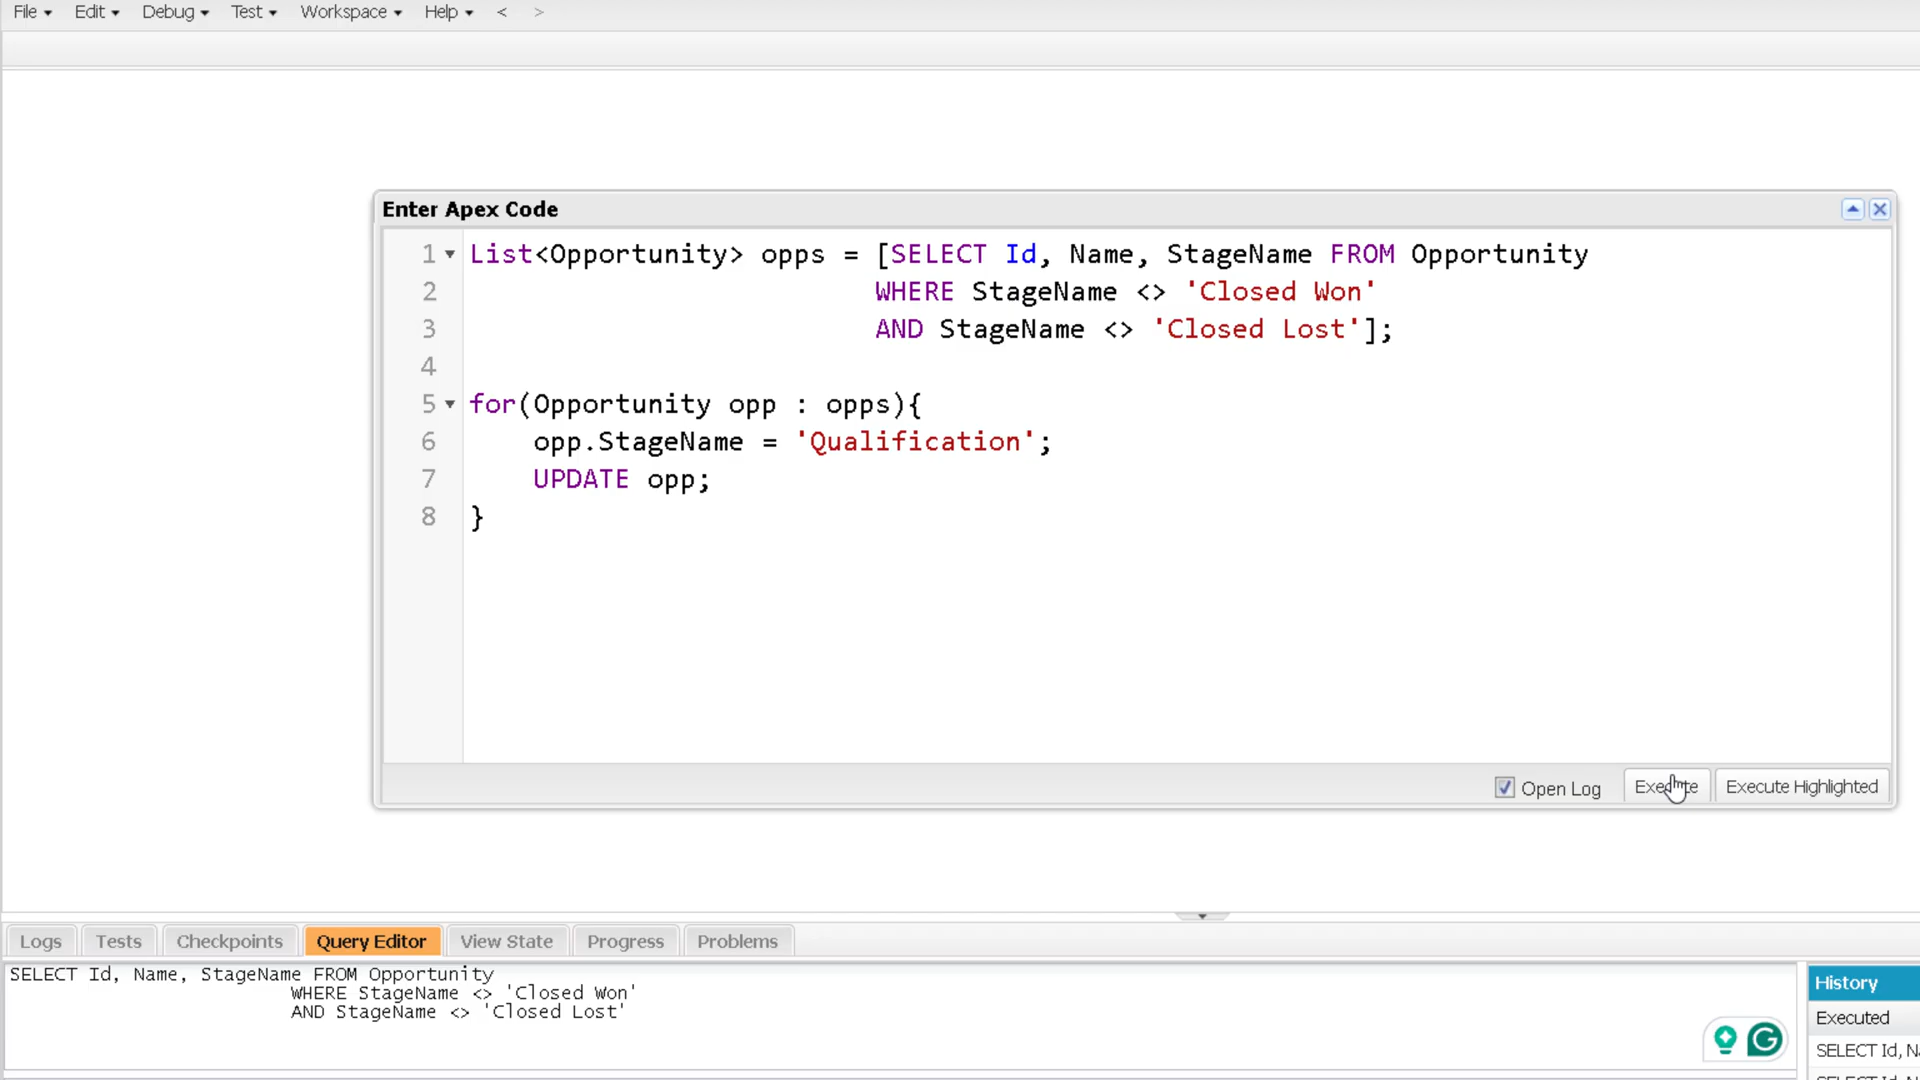 File Edit Debug Test Workspace Help < >
Enter Apex Code
1 List<Opportunity> opps = [SELECT Id, Name, StageName FROM Opportunity
2 WHERE StageName <> 'Closed Won'
3 AND StageName <> 'Closed Lost'];
4
5 for(Opportunity opp : opps){
6 opp.StageName = 'Qualification';
7 UPDATE opp;
8 }
Open Log Execute Execute Highlighted
Logs Tests Checkpoints Query Editor View State Progress Problems
SELECT Id, Name, StageName FROM Opportunity
WHERE StageName <> 'Closed Won'
AND StageName <> 'Closed Lost'
History
Executed
SELECT Id, N